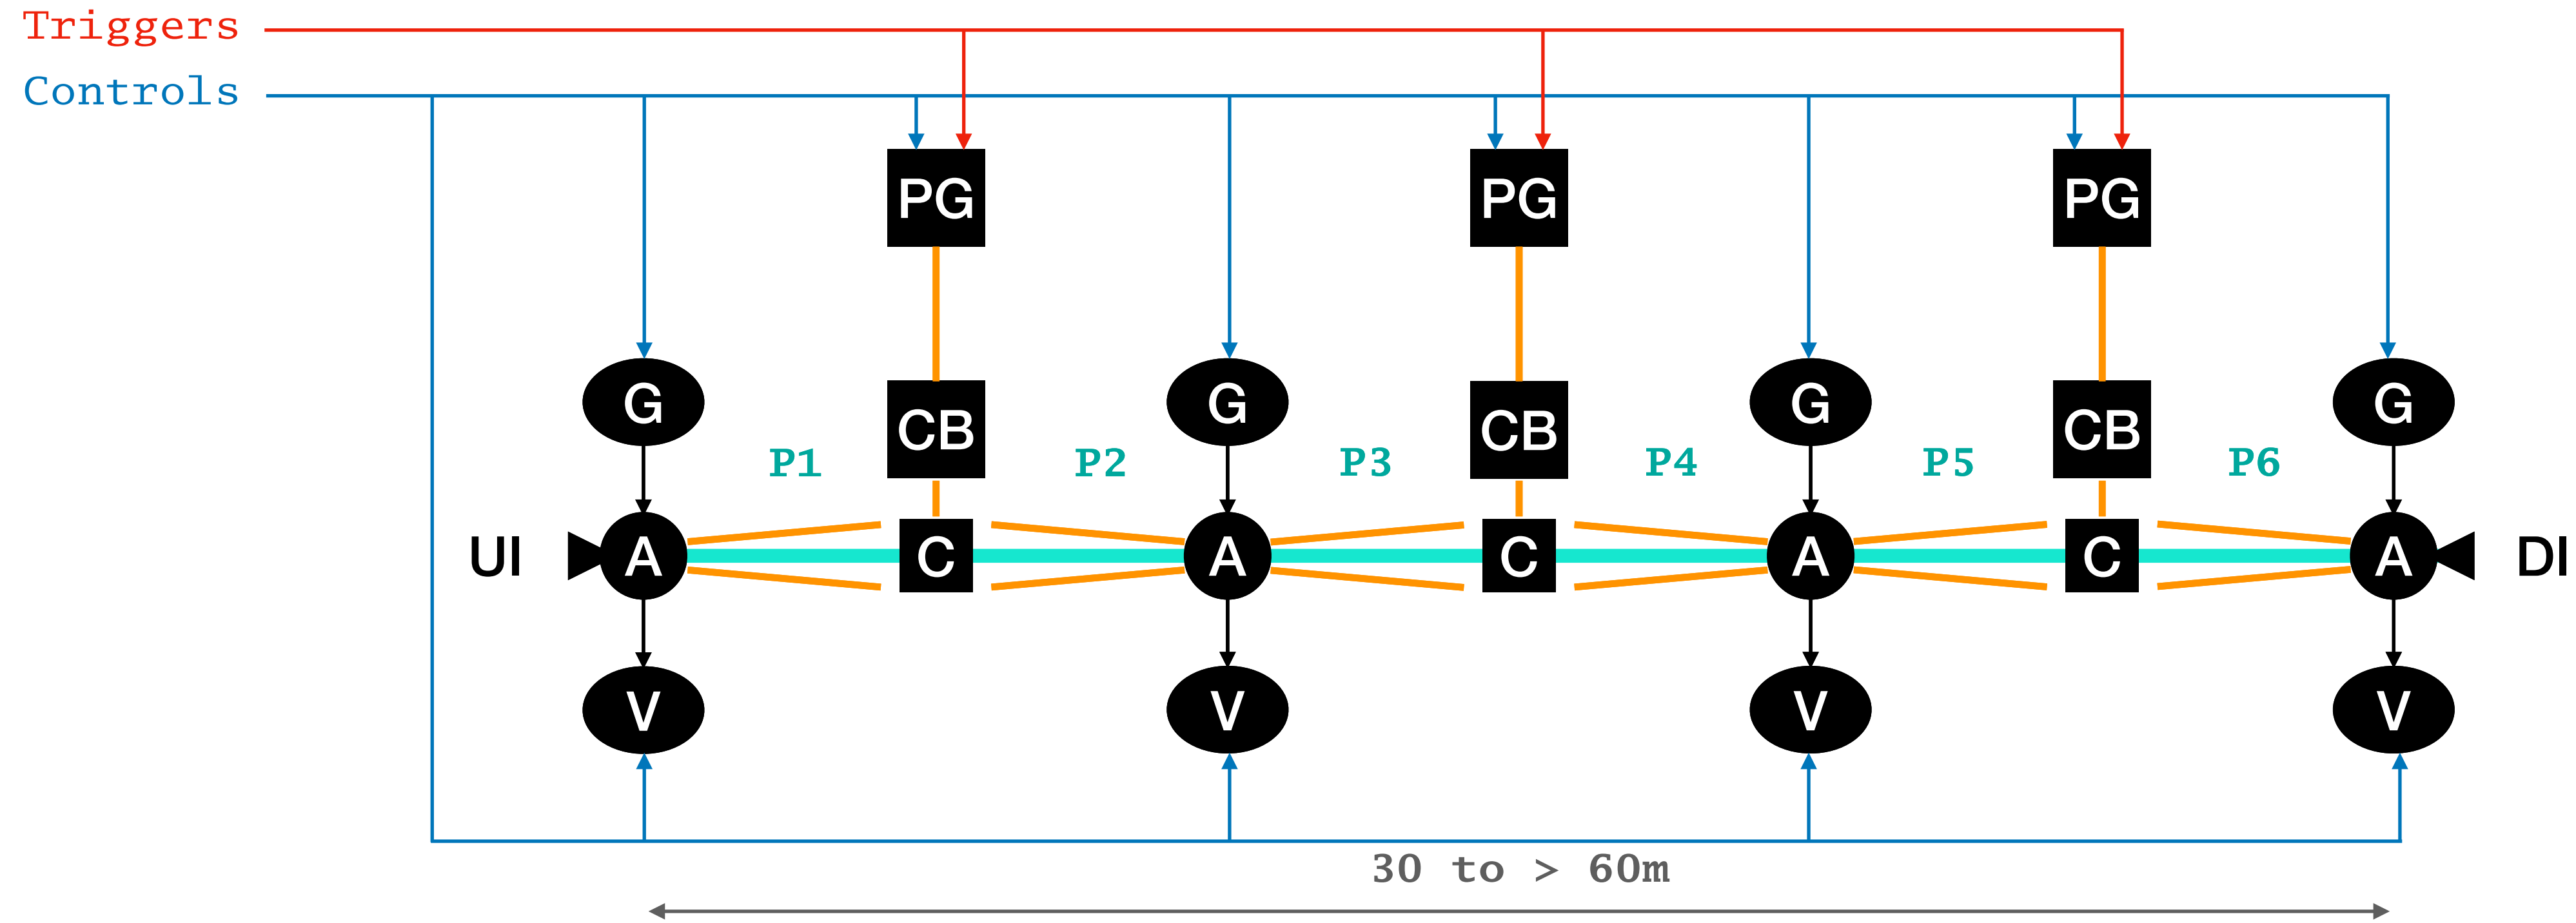 Triggers
Controls
PG PG PG
G CB G CB G CB G
P1 P2 P3 P4 P5 P6
UI A C A C A C A DI
V V V V
30 to > 60m